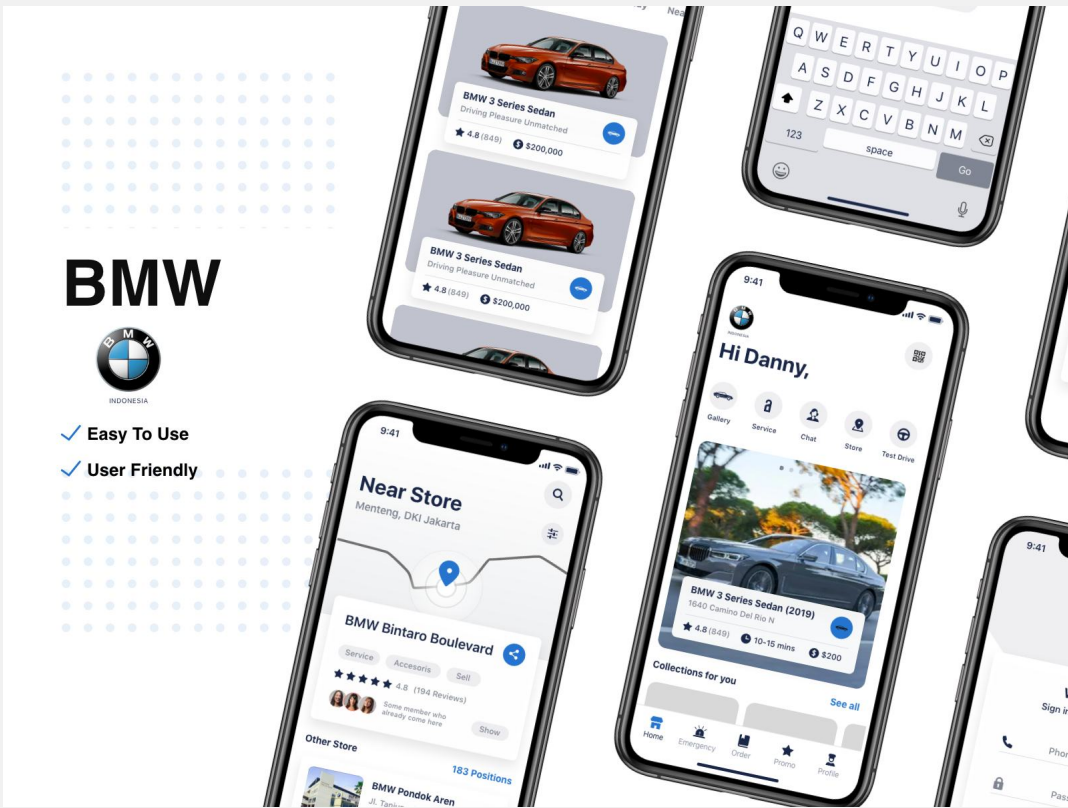 BMW
BMW
INDONESIA
Easy To Use
User Friendly
BMW 3 Series Sedan
Driving Pleasure Unmatched
4.8 (849) $200,000
BMW 3 Series Sedan
Driving Pleasure Unmatched
4.8 (849) $200,000
Q W E R T Y U I O P
A S D F G H J K L
Z X C V B N M
123 space Go
9:41
Near Store
Menteng, DKI Jakarta
BMW Bintaro Boulevard
Service Accesoris Sell
4.8 (194 Reviews)
Some member who
already come here
Show
Other Store
183 Positions
BMW Pondok Aren
9:41
INDONESIA
Hi Danny,
Gallery Service Chat Store Test Drive
BMW 3 Series Sedan (2019)
1640 Camino Del Rio N
4.8 (849) 10-15 mins $200
Collections for you
See all
Home Emergency Order Promo Profile
9:41
Sign in